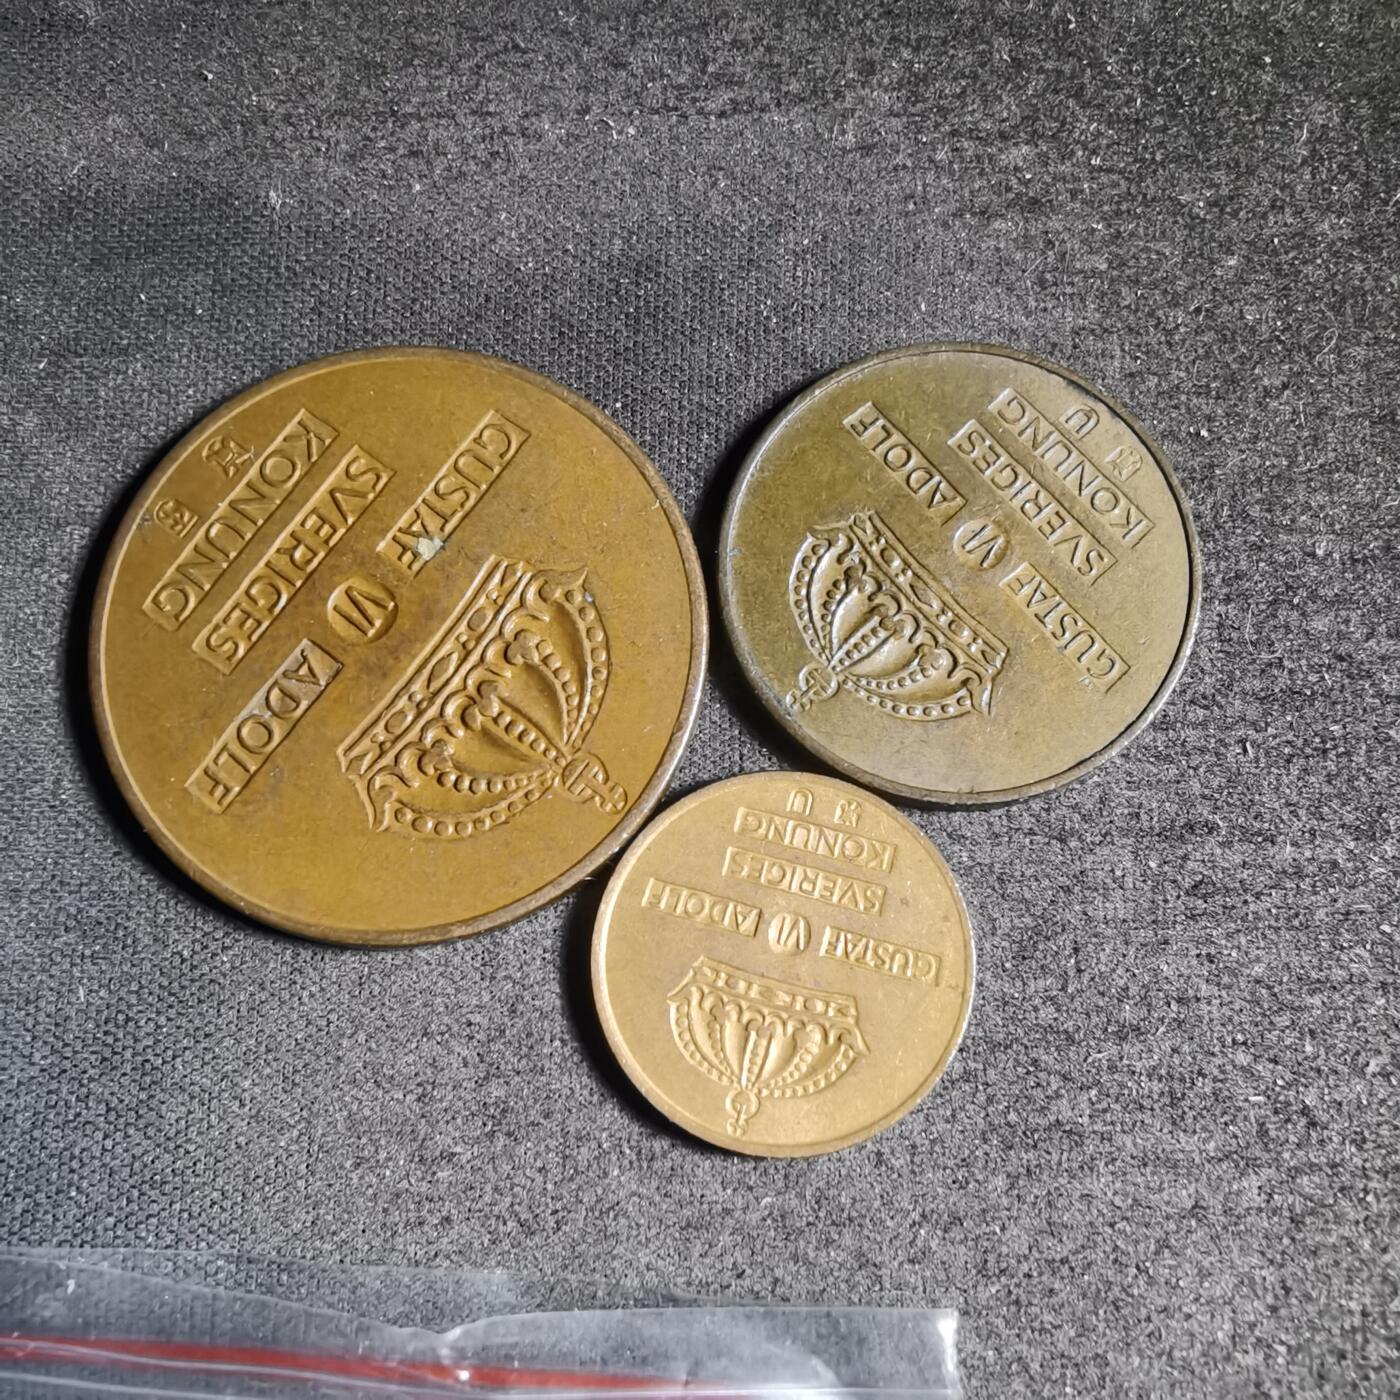 GUSTAF VI ADOLF
SVERIGES
KONUNG
GUSTAF VI ADOLF
SVERIGES
KONUNG
U
GUSTAF VI ADOLF
SVERIGES
KONUNG
U